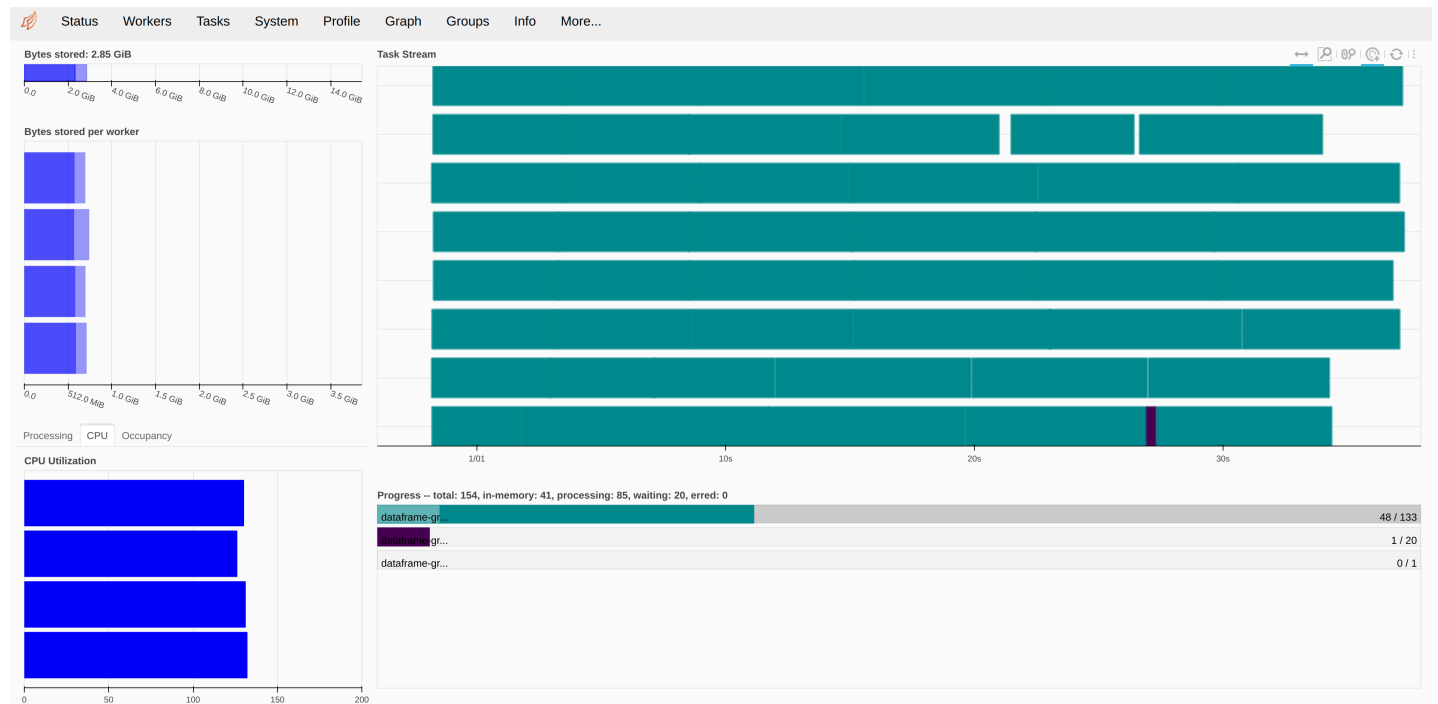 Status Workers Tasks System Profile Graph Groups Info More...
Bytes stored: 2.85 GiB
0.0 2.0 GiB 4.0 GiB 6.0 GiB 8.0 GiB 10.0 GiB 12.0 GiB 14.0 GiB
Bytes stored per worker
0.0 512.0 MiB 1.0 GiB 1.5 GiB 2.0 GiB 2.5 GiB 3.0 GiB 3.5 GiB
Processing CPU Occupancy
CPU Utilization
0 50 100 150 200
Task Stream
1/01 10s 20s 30s
Progress -- total: 154, in-memory: 41, processing: 85, waiting: 20, erred: 0
dataframe-gr... 48 / 133
dataframe-gr... 1 / 20
dataframe-gr... 0 / 1